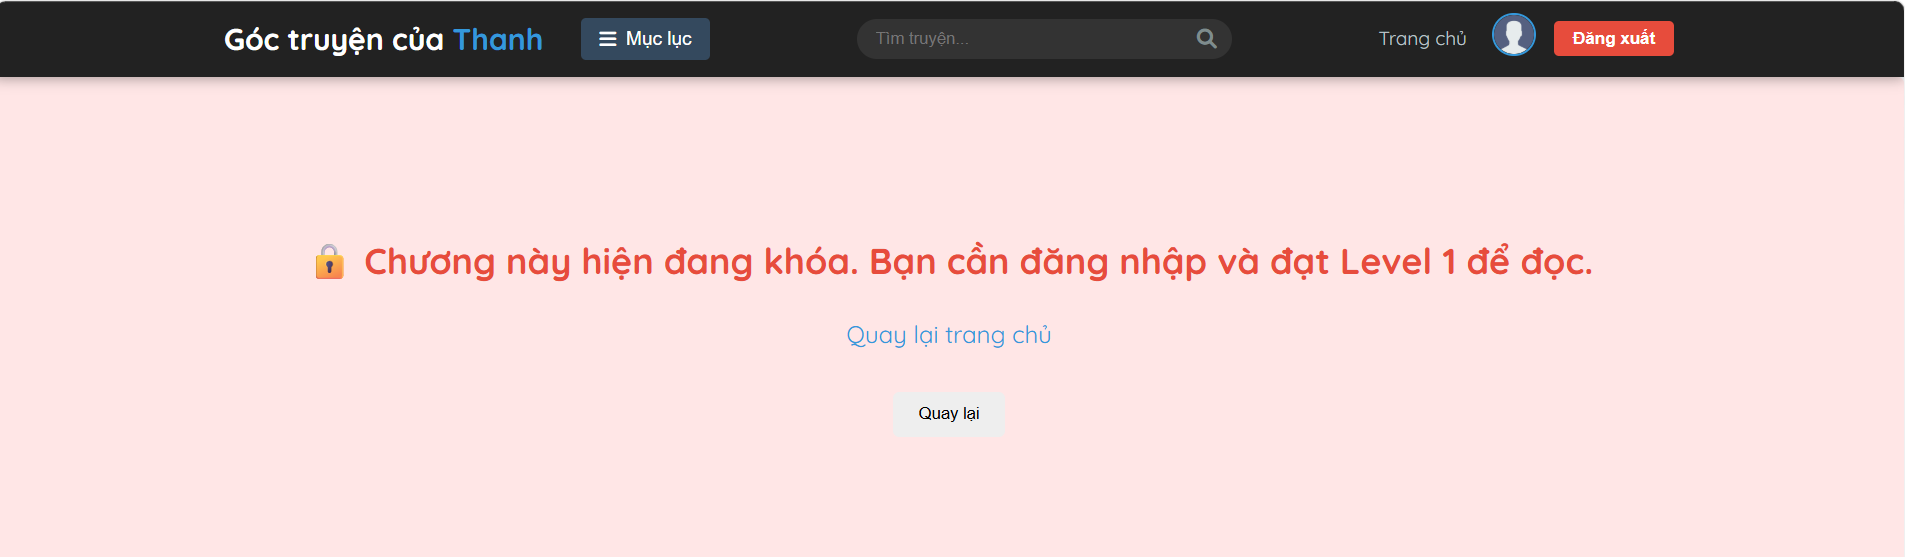 Góc truyện của Thanh
Mục lục
Tìm truyện...
Trang chủ
Đăng xuất
Chương này hiện đang khóa. Bạn cần đăng nhập và đạt Level 1 để đọc.
Quay lại trang chủ
Quay lại